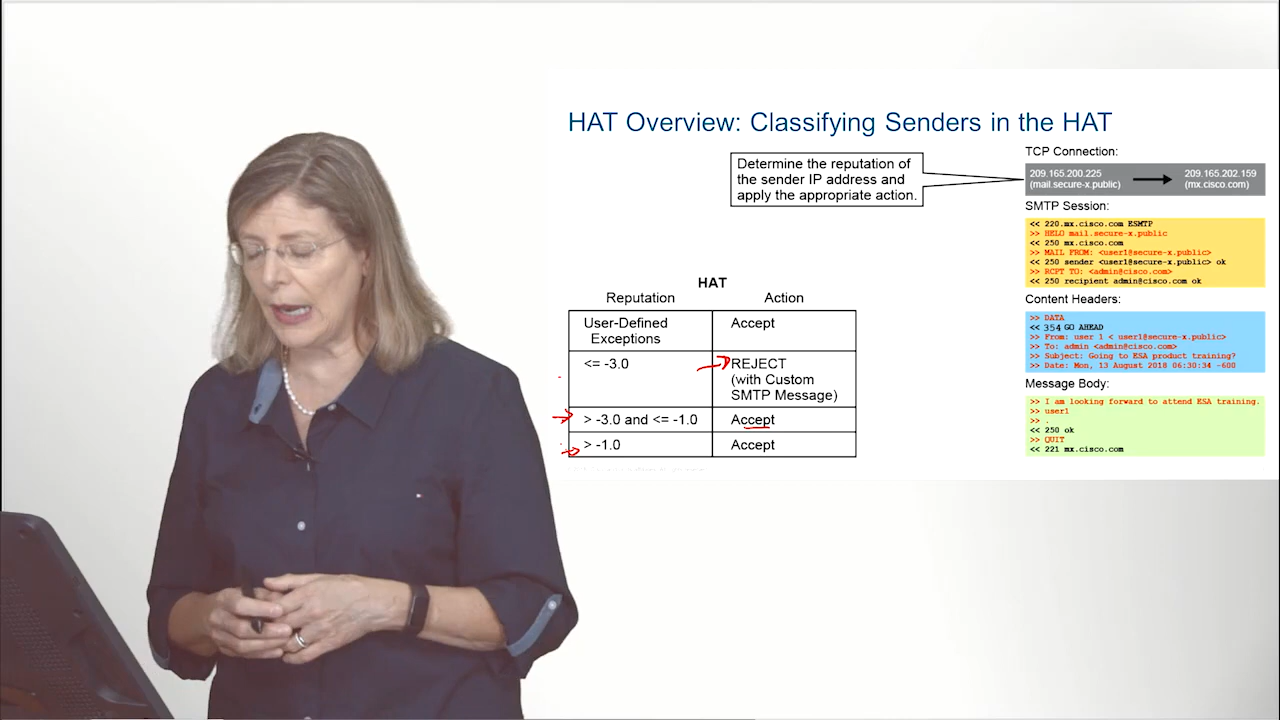 HAT Overview: Classifying Senders in the HAT
Determine the reputation of
the sender IP address and
apply the appropriate action.
TCP Connection:
209.165.200.225
(mail.secure-x.public)
209.165.202.159
(mx.cisco.com)
SMTP Session:
<< 220.mx.cisco.com ESMTP
>> HELO mail.secure-x.public
<< 250 mx.cisco.com
>> MAIL FROM: <user1@secure-x.public>
<< 250 sender <user1@secure-x.public> ok
>> RCPT TO: <admin@cisco.com>
<< 250 recipient admin@cisco.com ok
Content Headers:
>> DATA
<< 354 GO AHEAD
>> From: user 1 < user1@secure-x.public>
>> To: admin <admin@cisco.com>
>> Subject: Going to ESA product training?
>> Date: Mon, 13 August 2018 06:30:34 -600
Message Body:
>> I am looking forward to attend ESA training.
>> user1
>> .
<< 250 ok
>> QUIT
<< 221 mx.cisco.com
HAT
Reputation Action
User-Defined
Exceptions
Accept
<= -3.0
REJECT
(with Custom
SMTP Message)
> -3.0 and <= -1.0 Accept
> -1.0 Accept